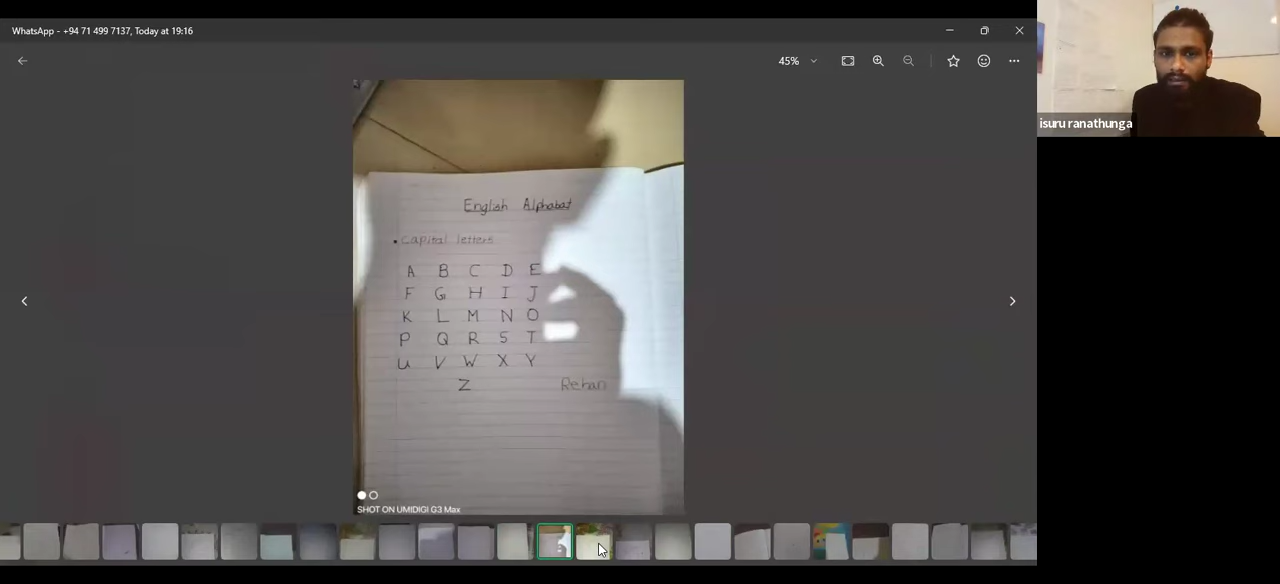 WhatsApp - +94 71 499 7137, Today at 19:16
45%
isuru ranathunga
English Alphabat
• Capital letters
A B C D E
F G H I J
K L M N O
P Q R S T
U V W X Y
Z Rehan
SHOT ON UMIDIGI G3 Max